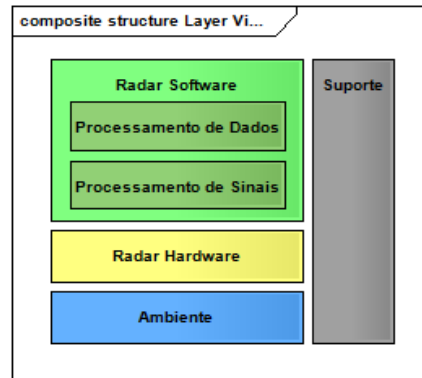 composite structure Layer Vi...
Radar Software
Suporte
Processamento de Dados
Processamento de Sinais
Radar Hardware
Ambiente